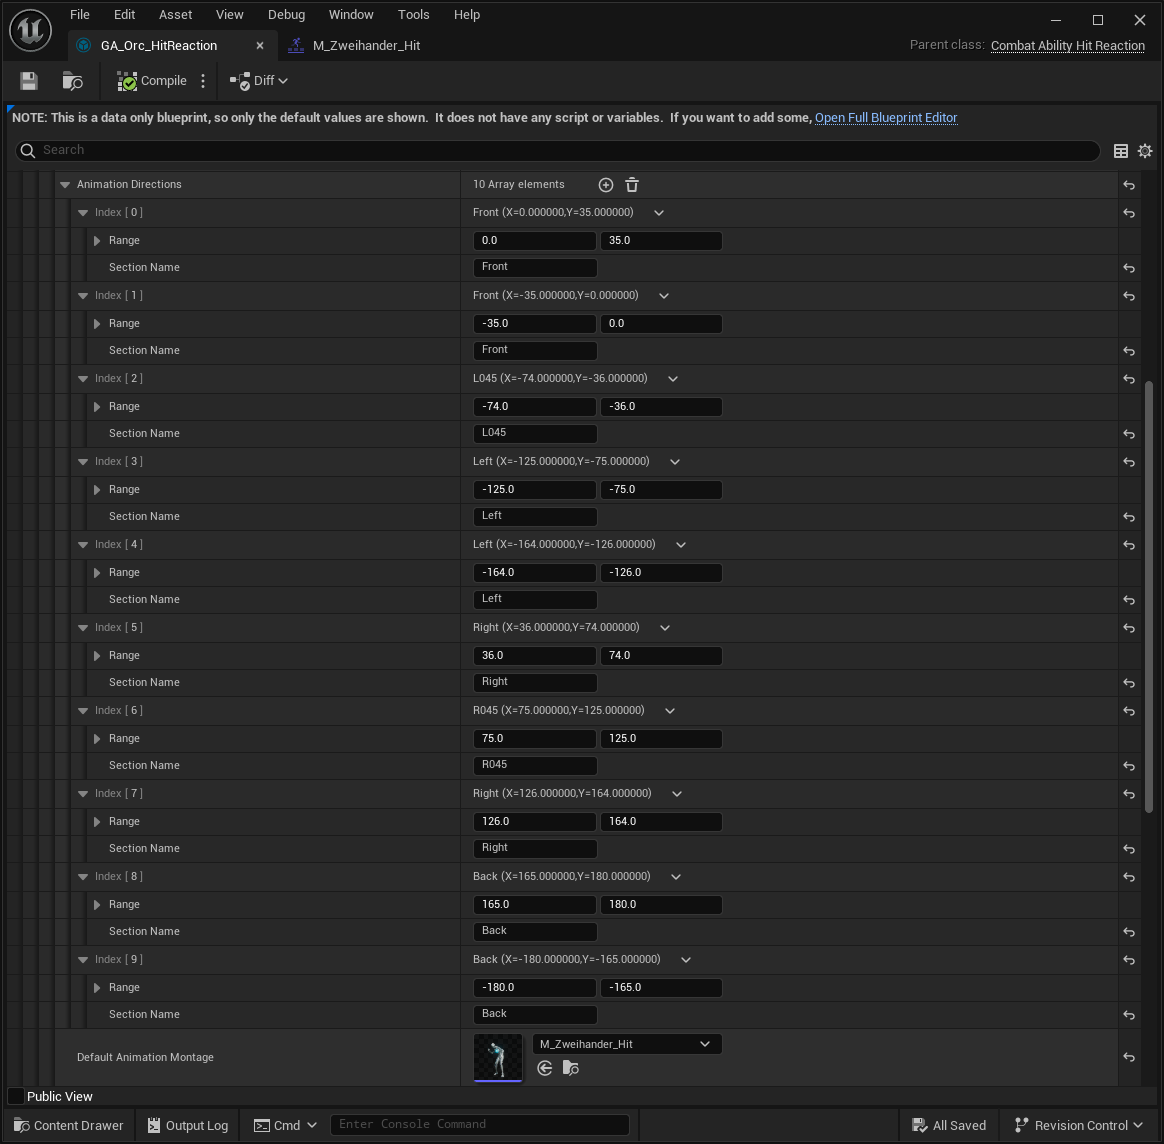 File Edit Asset View Debug Window Tools Help
GA_Orc_HitReaction M_Zweihander_Hit Parent class: Combat Ability Hit Reaction
Compile Diff
NOTE: This is a data only blueprint, so only the default values are shown.  It does not have any script or variables.  If you want to add some, Open Full Blueprint Editor
Search
Animation Directions 10 Array elements
Index [ 0 ] Front (X=0.000000,Y=35.000000)
Range 0.0 35.0
Section Name Front
Index [ 1 ] Front (X=-35.000000,Y=0.000000)
Range -35.0 0.0
Section Name Front
Index [ 2 ] L045 (X=-74.000000,Y=-36.000000)
Range -74.0 -36.0
Section Name L045
Index [ 3 ] Left (X=-125.000000,Y=-75.000000)
Range -125.0 -75.0
Section Name Left
Index [ 4 ] Left (X=-164.000000,Y=-126.000000)
Range -164.0 -126.0
Section Name Left
Index [ 5 ] Right (X=36.000000,Y=74.000000)
Range 36.0 74.0
Section Name Right
Index [ 6 ] R045 (X=75.000000,Y=125.000000)
Range 75.0 125.0
Section Name R045
Index [ 7 ] Right (X=126.000000,Y=164.000000)
Range 126.0 164.0
Section Name Right
Index [ 8 ] Back (X=165.000000,Y=180.000000)
Range 165.0 180.0
Section Name Back
Index [ 9 ] Back (X=-180.000000,Y=-165.000000)
Range -180.0 -165.0
Section Name Back
Default Animation Montage M_Zweihander_Hit
Public View
Content Drawer Output Log Cmd Enter Console Command All Saved Revision Control